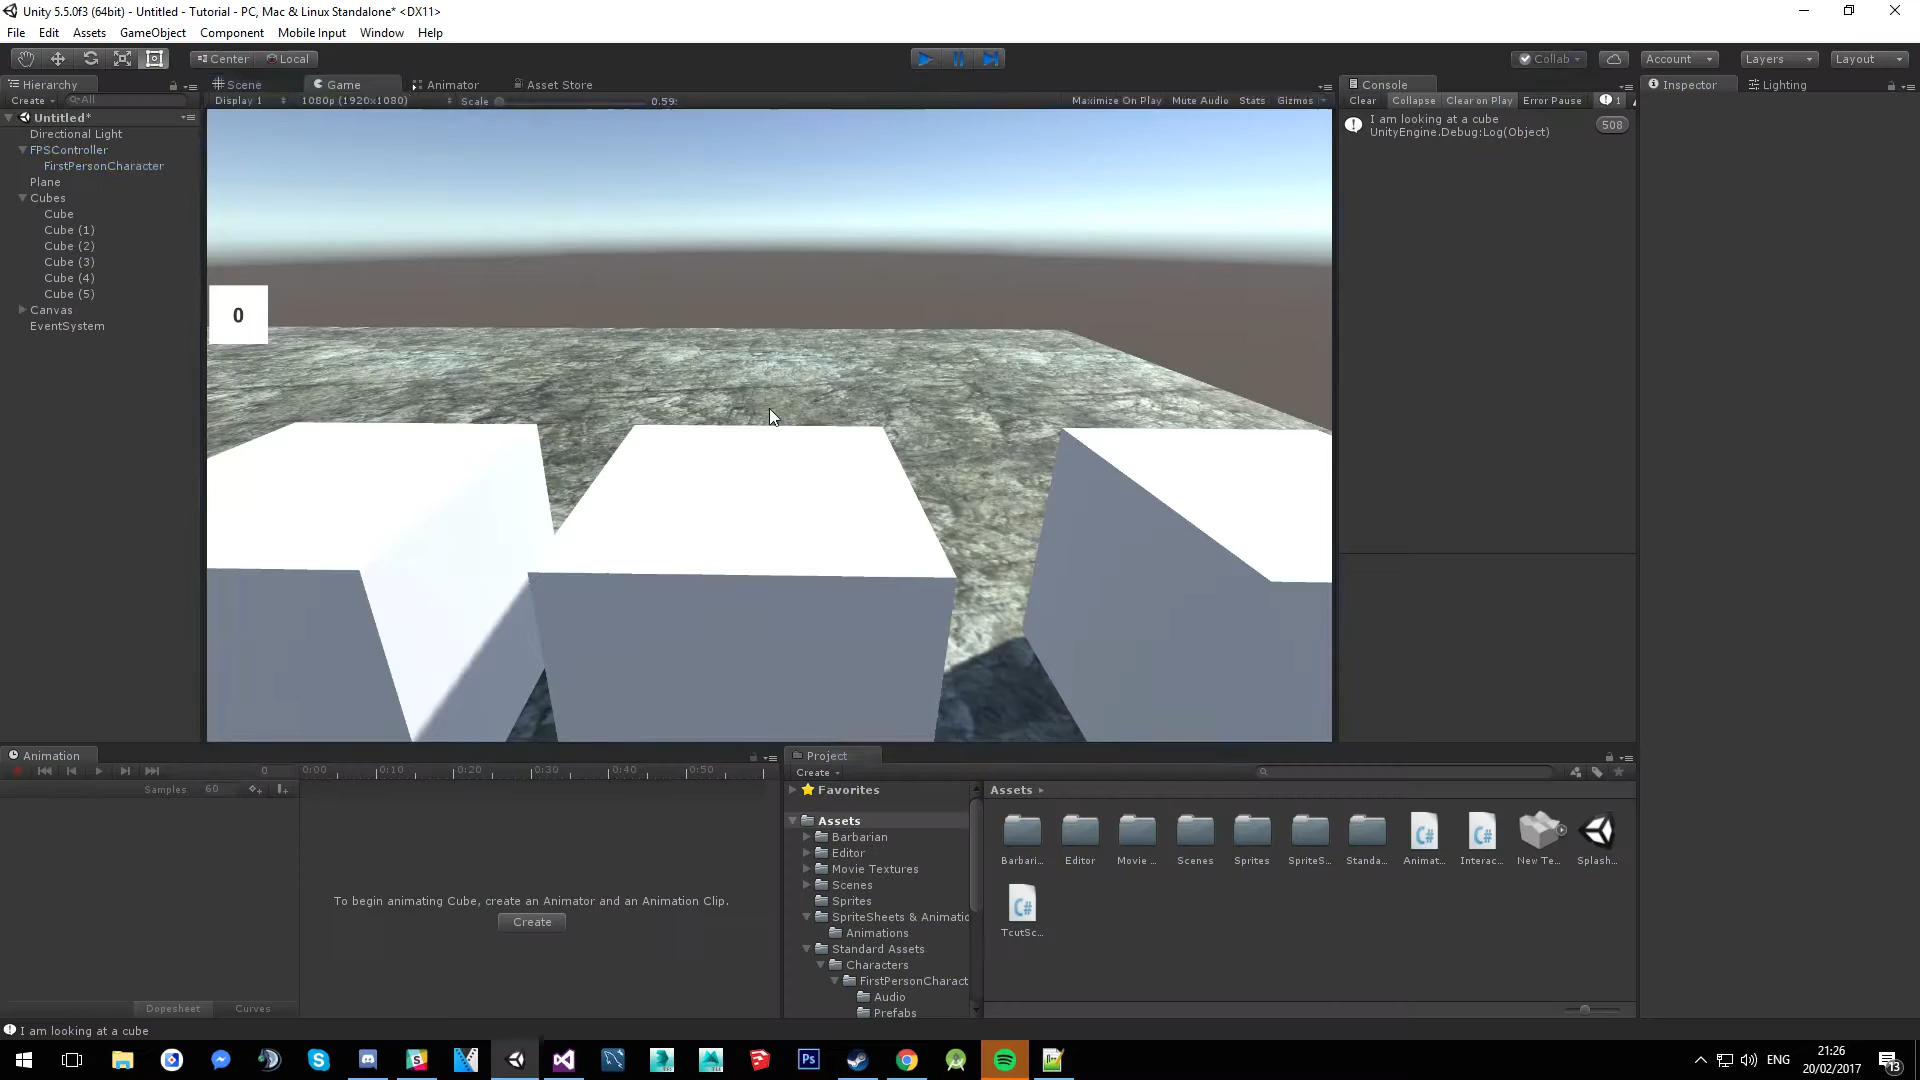 Unity 5.5.0f3 (64bit) - Untitled - Tutorial - PC, Mac & Linux Standalone* <DX11>
File Edit Assets GameObject Component Mobile Input Window Help
Center Local Collab Account Layers Layout
Hierarchy Scene Game Animator Asset Store Console Inspector Lighting
Create All Display 1 1080p (1920x1080) Scale 0.59: Maximize On Play Mute Audio Stats Gizmos Clear Collapse Clear on Play Error Pause 1
Untitled*
Directional Light
FPSController
FirstPersonCharacter
Plane
Cubes
Cube
Cube (1)
Cube (2)
Cube (3)
Cube (4)
Cube (5)
Canvas
EventSystem
0
I am looking at a cube
UnityEngine.Debug:Log(Object)
508
Animation
0 0:00 0:10 0:20 0:30 0:40 0:50
Samples 60
To begin animating Cube, create an Animator and an Animation Clip.
Create
Dopesheet Curves
Project
Create
Favorites
Assets
Barbarian
Editor
Movie Textures
Scenes
Sprites
SpriteSheets & Animatio
Animations
Standard Assets
Characters
FirstPersonCharact
Audio
Prefabs
Assets
Barbari... Editor Movie ... Scenes Sprites SpriteS... Standa... Animat... Interac... New Te... Splash...
TcutSc...
I am looking at a cube
ENG
21:26
20/02/2017
13